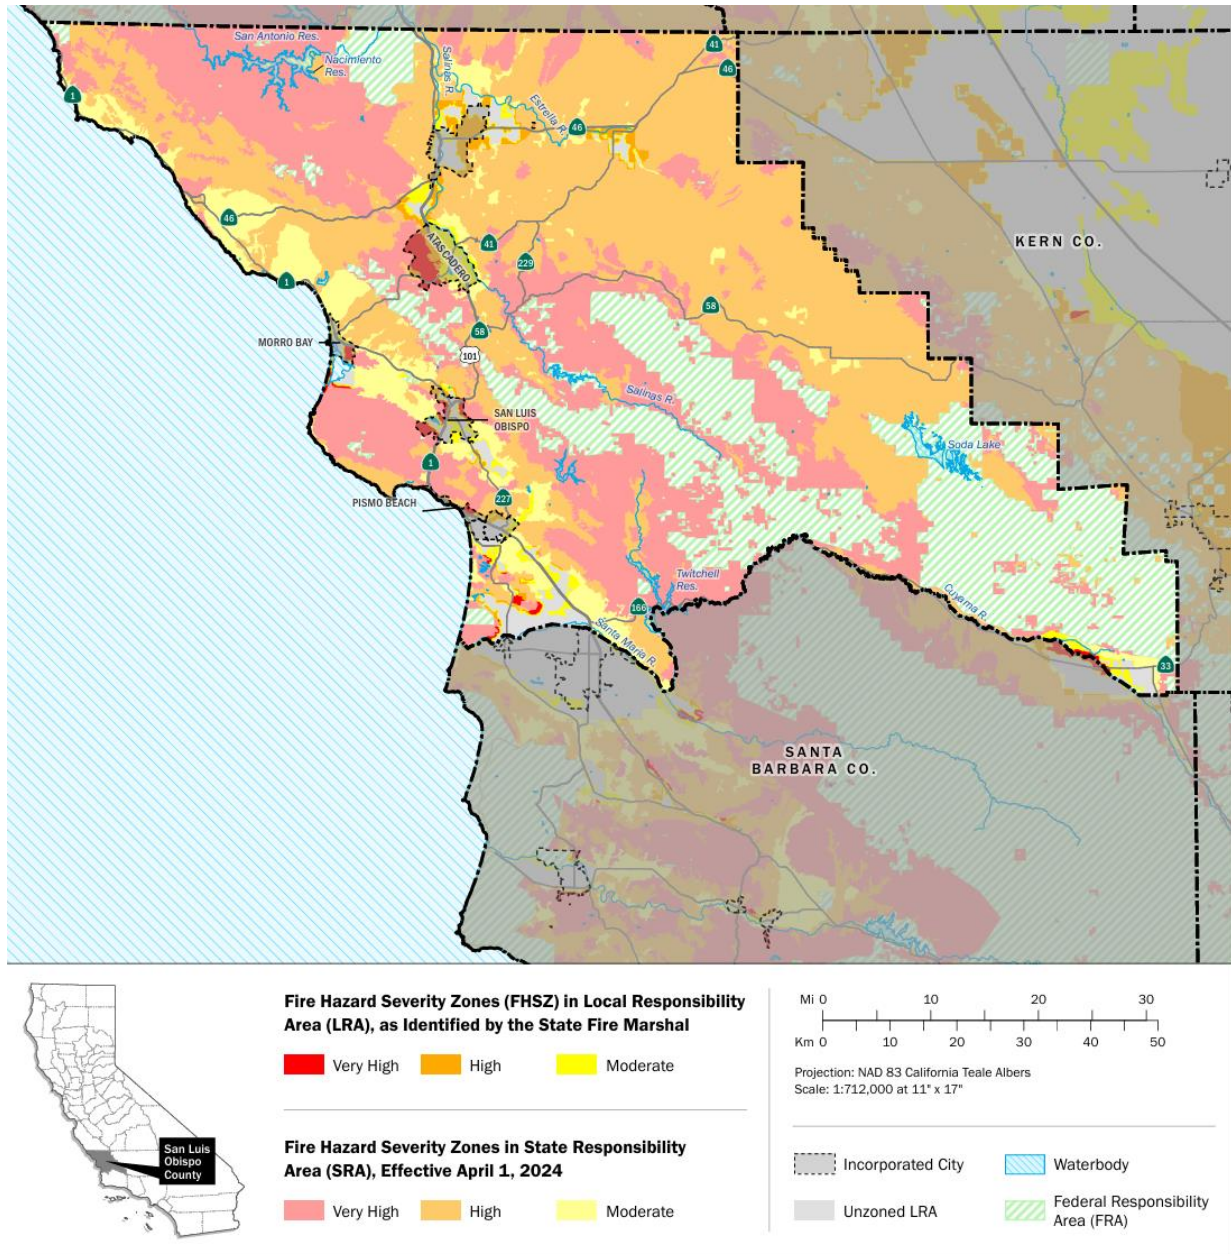 San Antonio Res.
Nacimiento
Res.
Salinas R.
Estrella R.
41
46
1
46
46
ATASCADERO
41
229
KERN CO.
1
58
58
MORRO BAY
101
Salinas R.
SAN LUIS
OBISPO
Soda Lake
1
PISMO BEACH
227
Twitchell
Res.
166
Cuyama R.
Santa Maria R.
33
SANTA
BARBARA CO.
San Luis
Obispo
County
Fire Hazard Severity Zones (FHSZ) in Local Responsibility
Area (LRA), as Identified by the State Fire Marshal
Very High High Moderate
Fire Hazard Severity Zones in State Responsibility
Area (SRA), Effective April 1, 2024
Very High High Moderate
Mi 0 10 20 30
Km 0 10 20 30 40 50
Projection: NAD 83 California Teale Albers
Scale: 1:712,000 at 11" x 17"
Incorporated City Waterbody
Unzoned LRA Federal Responsibility
Area (FRA)